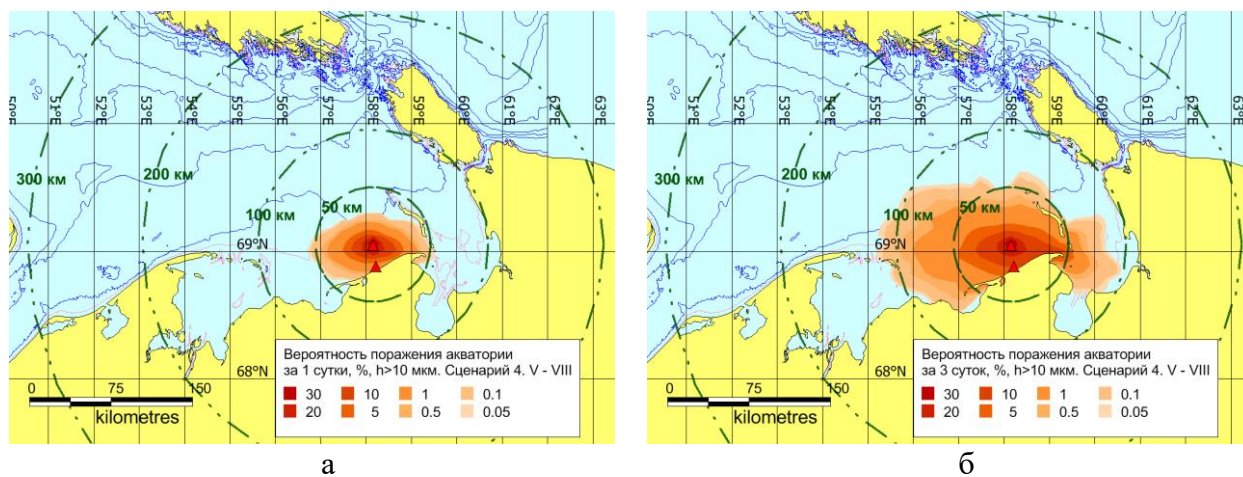 50°E 51°E 52°E 53°E 54°E 55°E 56°E 57°E 58°E 59°E 60°E 61°E 62°E 63°E
300 км
200 км
100 км
50 км
69°N
68°N
0 75 150
kilometres
Вероятность поражения акватории
за 1 сутки, %, h>10 мкм. Сценарий 4. V - VIII
30 10 1 0.1
20 5 0.5 0.05
а
50°E 51°E 52°E 53°E 54°E 55°E 56°E 57°E 58°E 59°E 60°E 61°E 62°E 63°E
300 км
200 км
100 км
50 км
69°N
68°N
0 75 150
kilometres
Вероятность поражения акватории
за 3 суток, %, h>10 мкм. Сценарий 4. V - VIII
30 10 1 0.1
20 5 0.5 0.05
б